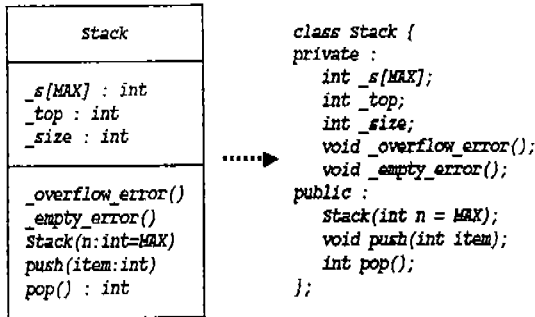 Stack
_s[MAX] : int
_top : int
_size : int
_overflow_error()
_empty_error()
Stack(n:int=MAX)
push(item:int)
pop() : int
class Stack {
private :
int _s[MAX];
int _top;
int _size;
void _overflow_error();
void _empty_error();
public :
Stack(int n = MAX);
void push(int item);
int pop();
};